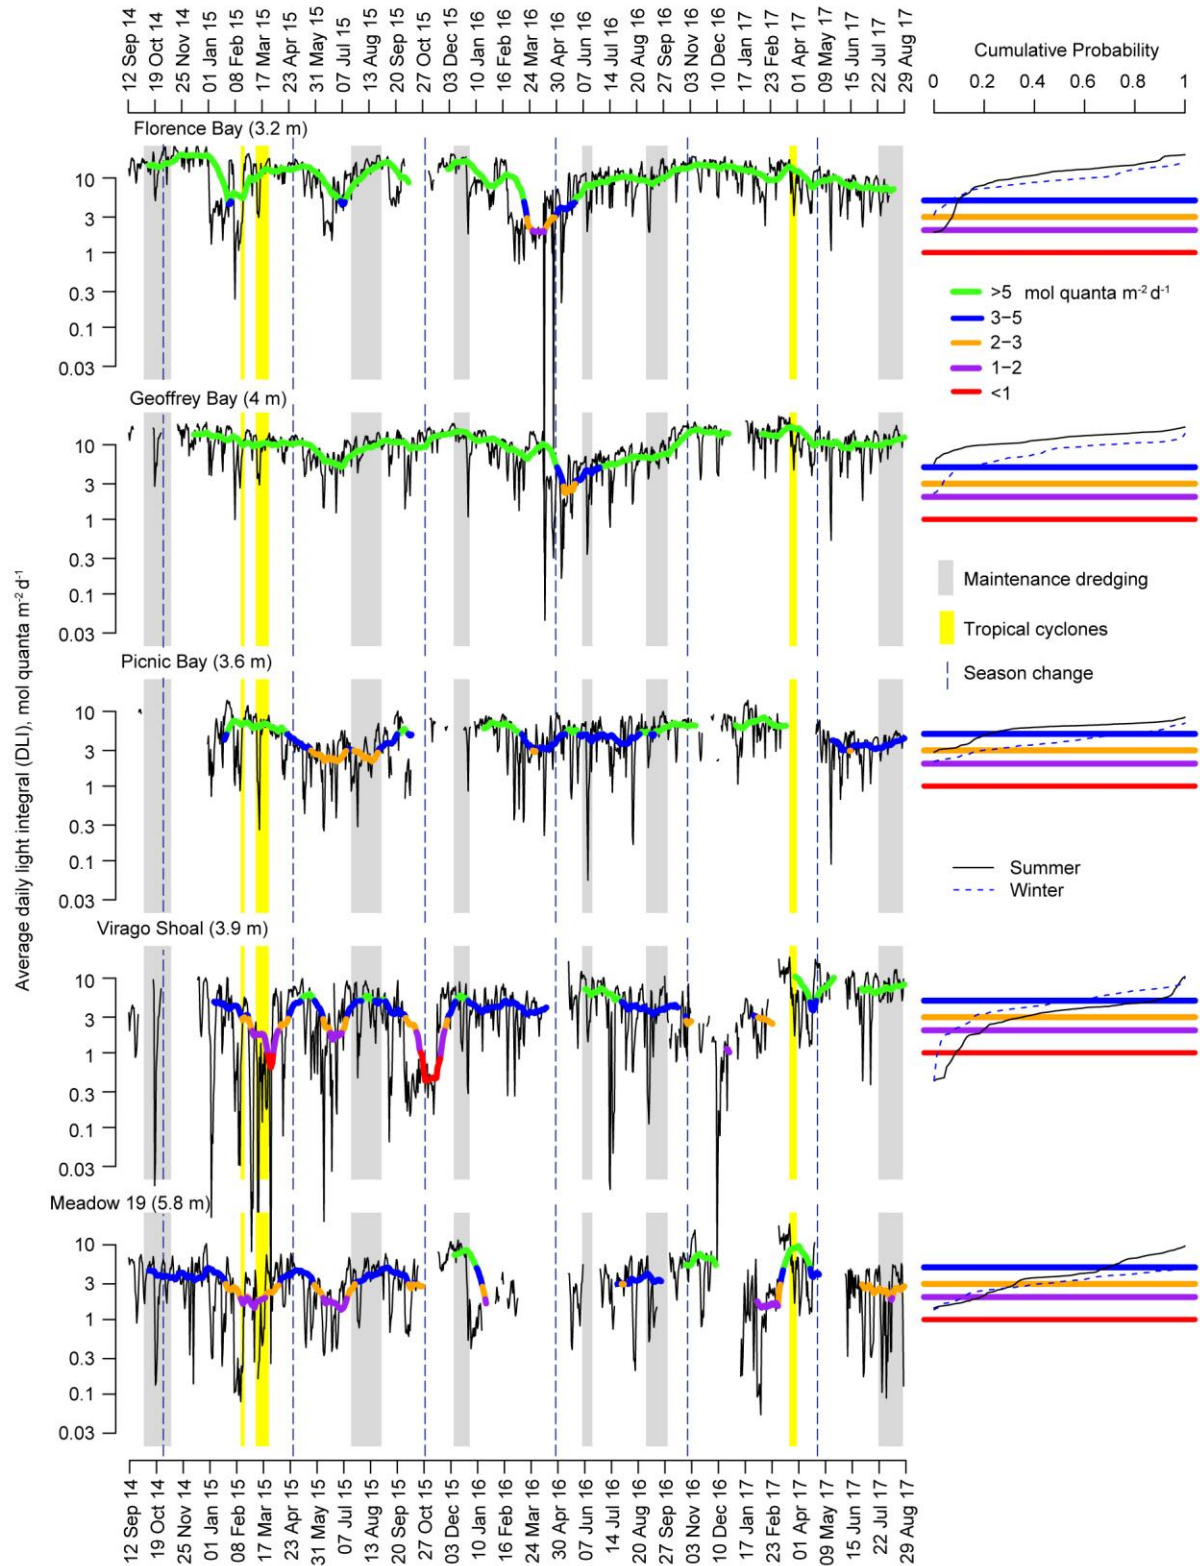 12 Sep 14
19 Oct 14
25 Nov 14
01 Jan 15
08 Feb 15
17 Mar 15
23 Apr 15
31 May 15
07 Jul 15
13 Aug 15
20 Sep 15
27 Oct 15
03 Dec 15
10 Jan 16
16 Feb 16
24 Mar 16
30 Apr 16
07 Jun 16
14 Jul 16
20 Aug 16
27 Sep 16
03 Nov 16
10 Dec 16
17 Jan 17
23 Feb 17
01 Apr 17
09 May 17
15 Jun 17
22 Jul 17
29 Aug 17
Cumulative Probability
0 0.2 0.4 0.6 0.8 1
Average daily light integral (DLI), mol quanta m⁻² d⁻¹
Florence Bay (3.2 m)
10
3
1
0.3
0.1
0.03
>5 mol quanta m⁻² d⁻¹
3−5
2−3
1−2
<1
Geoffrey Bay (4 m)
10
3
1
0.3
0.1
0.03
Maintenance dredging
Tropical cyclones
Season change
Picnic Bay (3.6 m)
10
3
1
0.3
0.1
0.03
Summer
Winter
Virago Shoal (3.9 m)
10
3
1
0.3
0.1
0.03
Meadow 19 (5.8 m)
10
3
1
0.3
0.1
0.03
12 Sep 14
19 Oct 14
25 Nov 14
01 Jan 15
08 Feb 15
17 Mar 15
23 Apr 15
31 May 15
07 Jul 15
13 Aug 15
20 Sep 15
27 Oct 15
03 Dec 15
10 Jan 16
16 Feb 16
24 Mar 16
30 Apr 16
07 Jun 16
14 Jul 16
20 Aug 16
27 Sep 16
03 Nov 16
10 Dec 16
17 Jan 17
23 Feb 17
01 Apr 17
09 May 17
15 Jun 17
22 Jul 17
29 Aug 17